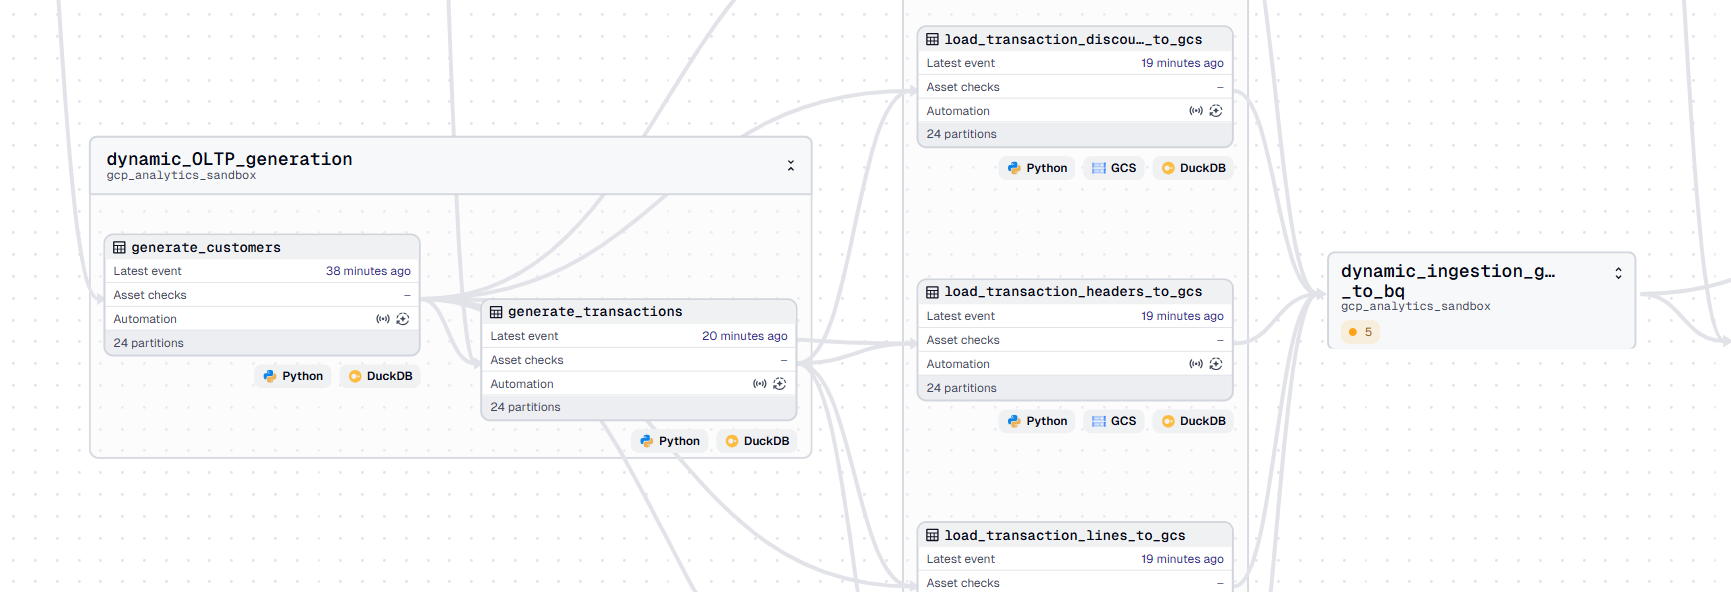 dynamic_OLTP_generation
gcp_analytics_sandbox
generate_customers
Latest event 38 minutes ago
Asset checks –
Automation
24 partitions
Python DuckDB
generate_transactions
Latest event 20 minutes ago
Asset checks –
Automation
24 partitions
Python DuckDB
load_transaction_discou…_to_gcs
Latest event 19 minutes ago
Asset checks –
Automation
24 partitions
Python GCS DuckDB
load_transaction_headers_to_gcs
Latest event 19 minutes ago
Asset checks –
Automation
24 partitions
Python GCS DuckDB
load_transaction_lines_to_gcs
Latest event 19 minutes ago
Asset checks –
dynamic_ingestion_g…
_to_bq
gcp_analytics_sandbox
5